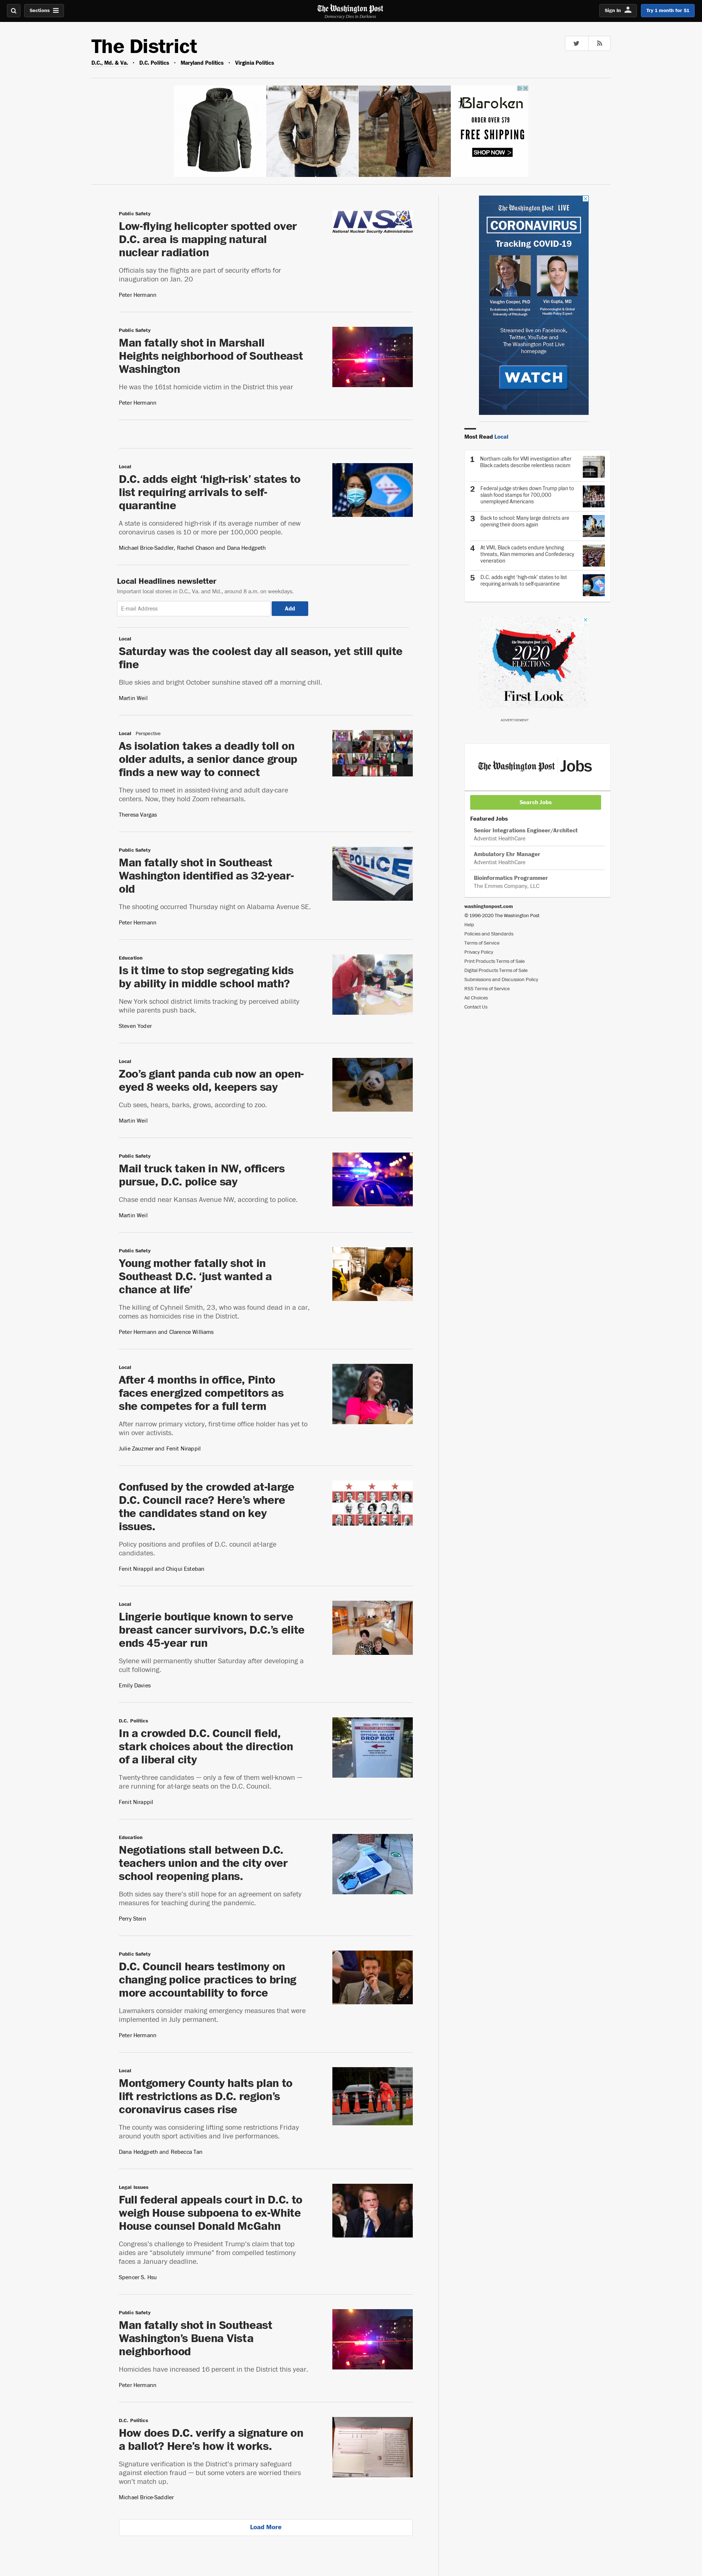 Sections
The Washington Post
Democracy Dies in Darkness
Sign In
Try 1 month for $1
The District
D.C., Md. & Va. • D.C. Politics • Maryland Politics • Virginia Politics
Blaroken
ORDER OVER $79
FREE SHIPPING
SHOP NOW >
Public Safety
Low-flying helicopter spotted over
D.C. area is mapping natural
nuclear radiation
Officials say the flights are part of security efforts for
inauguration on Jan. 20
Peter Hermann
NNSA
National Nuclear Security Administration
Public Safety
Man fatally shot in Marshall
Heights neighborhood of Southeast
Washington
He was the 161st homicide victim in the District this year
Peter Hermann
Local
D.C. adds eight ‘high-risk’ states to
list requiring arrivals to self-
quarantine
A state is considered high-risk if its average number of new
coronavirus cases is 10 or more per 100,000 people.
Michael Brice-Saddler, Rachel Chason and Dana Hedgpeth
Local Headlines newsletter
Important local stories in D.C., Va. and Md., around 8 a.m. on weekdays.
E-mail Address
Add
Local
Saturday was the coolest day all season, yet still quite
fine
Blue skies and bright October sunshine staved off a morning chill.
Martin Weil
Local Perspective
As isolation takes a deadly toll on
older adults, a senior dance group
finds a new way to connect
They used to meet in assisted-living and adult day-care
centers. Now, they hold Zoom rehearsals.
Theresa Vargas
Public Safety
Man fatally shot in Southeast
Washington identified as 32-year-
old
The shooting occurred Thursday night on Alabama Avenue SE.
Peter Hermann
POLICE
Education
Is it time to stop segregating kids
by ability in middle school math?
New York school district limits tracking by perceived ability
while parents push back.
Steven Yoder
Local
Zoo’s giant panda cub now an open-
eyed 8 weeks old, keepers say
Cub sees, hears, barks, grows, according to zoo.
Martin Weil
Public Safety
Mail truck taken in NW, officers
pursue, D.C. police say
Chase endd near Kansas Avenue NW, according to police.
Martin Weil
Public Safety
Young mother fatally shot in
Southeast D.C. ‘just wanted a
chance at life’
The killing of Cyhneil Smith, 23, who was found dead in a car,
comes as homicides rise in the District.
Peter Hermann and Clarence Williams
Local
After 4 months in office, Pinto
faces energized competitors as
she competes for a full term
After narrow primary victory, first-time office holder has yet to
win over activists.
Julie Zauzmer and Fenit Nirappil
Confused by the crowded at-large
D.C. Council race? Here’s where
the candidates stand on key
issues.
Policy positions and profiles of D.C. council at-large
candidates.
Fenit Nirappil and Chiqui Esteban
Local
Lingerie boutique known to serve
breast cancer survivors, D.C.’s elite
ends 45-year run
Sylene will permanently shutter Saturday after developing a
cult following.
Emily Davies
D.C. Politics
In a crowded D.C. Council field,
stark choices about the direction
of a liberal city
Twenty-three candidates — only a few of them well-known —
are running for at-large seats on the D.C. Council.
Fenit Nirappil
OFFICIAL BALLOT
DROP BOX
Education
Negotiations stall between D.C.
teachers union and the city over
school reopening plans.
Both sides say there’s still hope for an agreement on safety
measures for teaching during the pandemic.
Perry Stein
Public Safety
D.C. Council hears testimony on
changing police practices to bring
more accountability to force
Lawmakers consider making emergency measures that were
implemented in July permanent.
Peter Hermann
Local
Montgomery County halts plan to
lift restrictions as D.C. region’s
coronavirus cases rise
The county was considering lifting some restrictions Friday
around youth sport activities and live performances.
Dana Hedgpeth and Rebecca Tan
Legal Issues
Full federal appeals court in D.C. to
weigh House subpoena to ex-White
House counsel Donald McGahn
Congress’s challenge to President Trump’s claim that top
aides are “absolutely immune” from compelled testimony
faces a January deadline.
Spencer S. Hsu
Public Safety
Man fatally shot in Southeast
Washington’s Buena Vista
neighborhood
Homicides have increased 16 percent in the District this year.
Peter Hermann
D.C. Politics
How does D.C. verify a signature on
a ballot? Here’s how it works.
Signature verification is the District’s primary safeguard
against election fraud — but some voters are worried theirs
won’t match up.
Michael Brice-Saddler
Load More
The Washington Post LIVE
CORONAVIRUS
Tracking COVID-19
Vaughn Cooper, PhD
Evolutionary Microbiologist
University of Pittsburgh
Vin Gupta, MD
Pulmonologist & Global
Health Policy Expert
Streamed live on Facebook,
Twitter, YouTube and
The Washington Post Live
homepage
WATCH
Most Read Local
1 Northam calls for VMI investigation after
Black cadets describe relentless racism
2 Federal judge strikes down Trump plan to
slash food stamps for 700,000
unemployed Americans
3 Back to school: Many large districts are
opening their doors again
4 At VMI, Black cadets endure lynching
threats, Klan memories and Confederacy
veneration
5 D.C. adds eight ‘high-risk’ states to list
requiring arrivals to self-quarantine
The Washington Post LIVE
2020
ELECTIONS
First Look
ADVERTISEMENT
The Washington Post Jobs
Search Jobs
Featured Jobs
Senior Integrations Engineer/Architect
Adventist HealthCare
Ambulatory Ehr Manager
Adventist HealthCare
Bioinformatics Programmer
The Emmes Company, LLC
washingtonpost.com
© 1996-2020 The Washington Post
Help
Policies and Standards
Terms of Service
Privacy Policy
Print Products Terms of Sale
Digital Products Terms of Sale
Submissions and Discussion Policy
RSS Terms of Service
Ad Choices
Contact Us